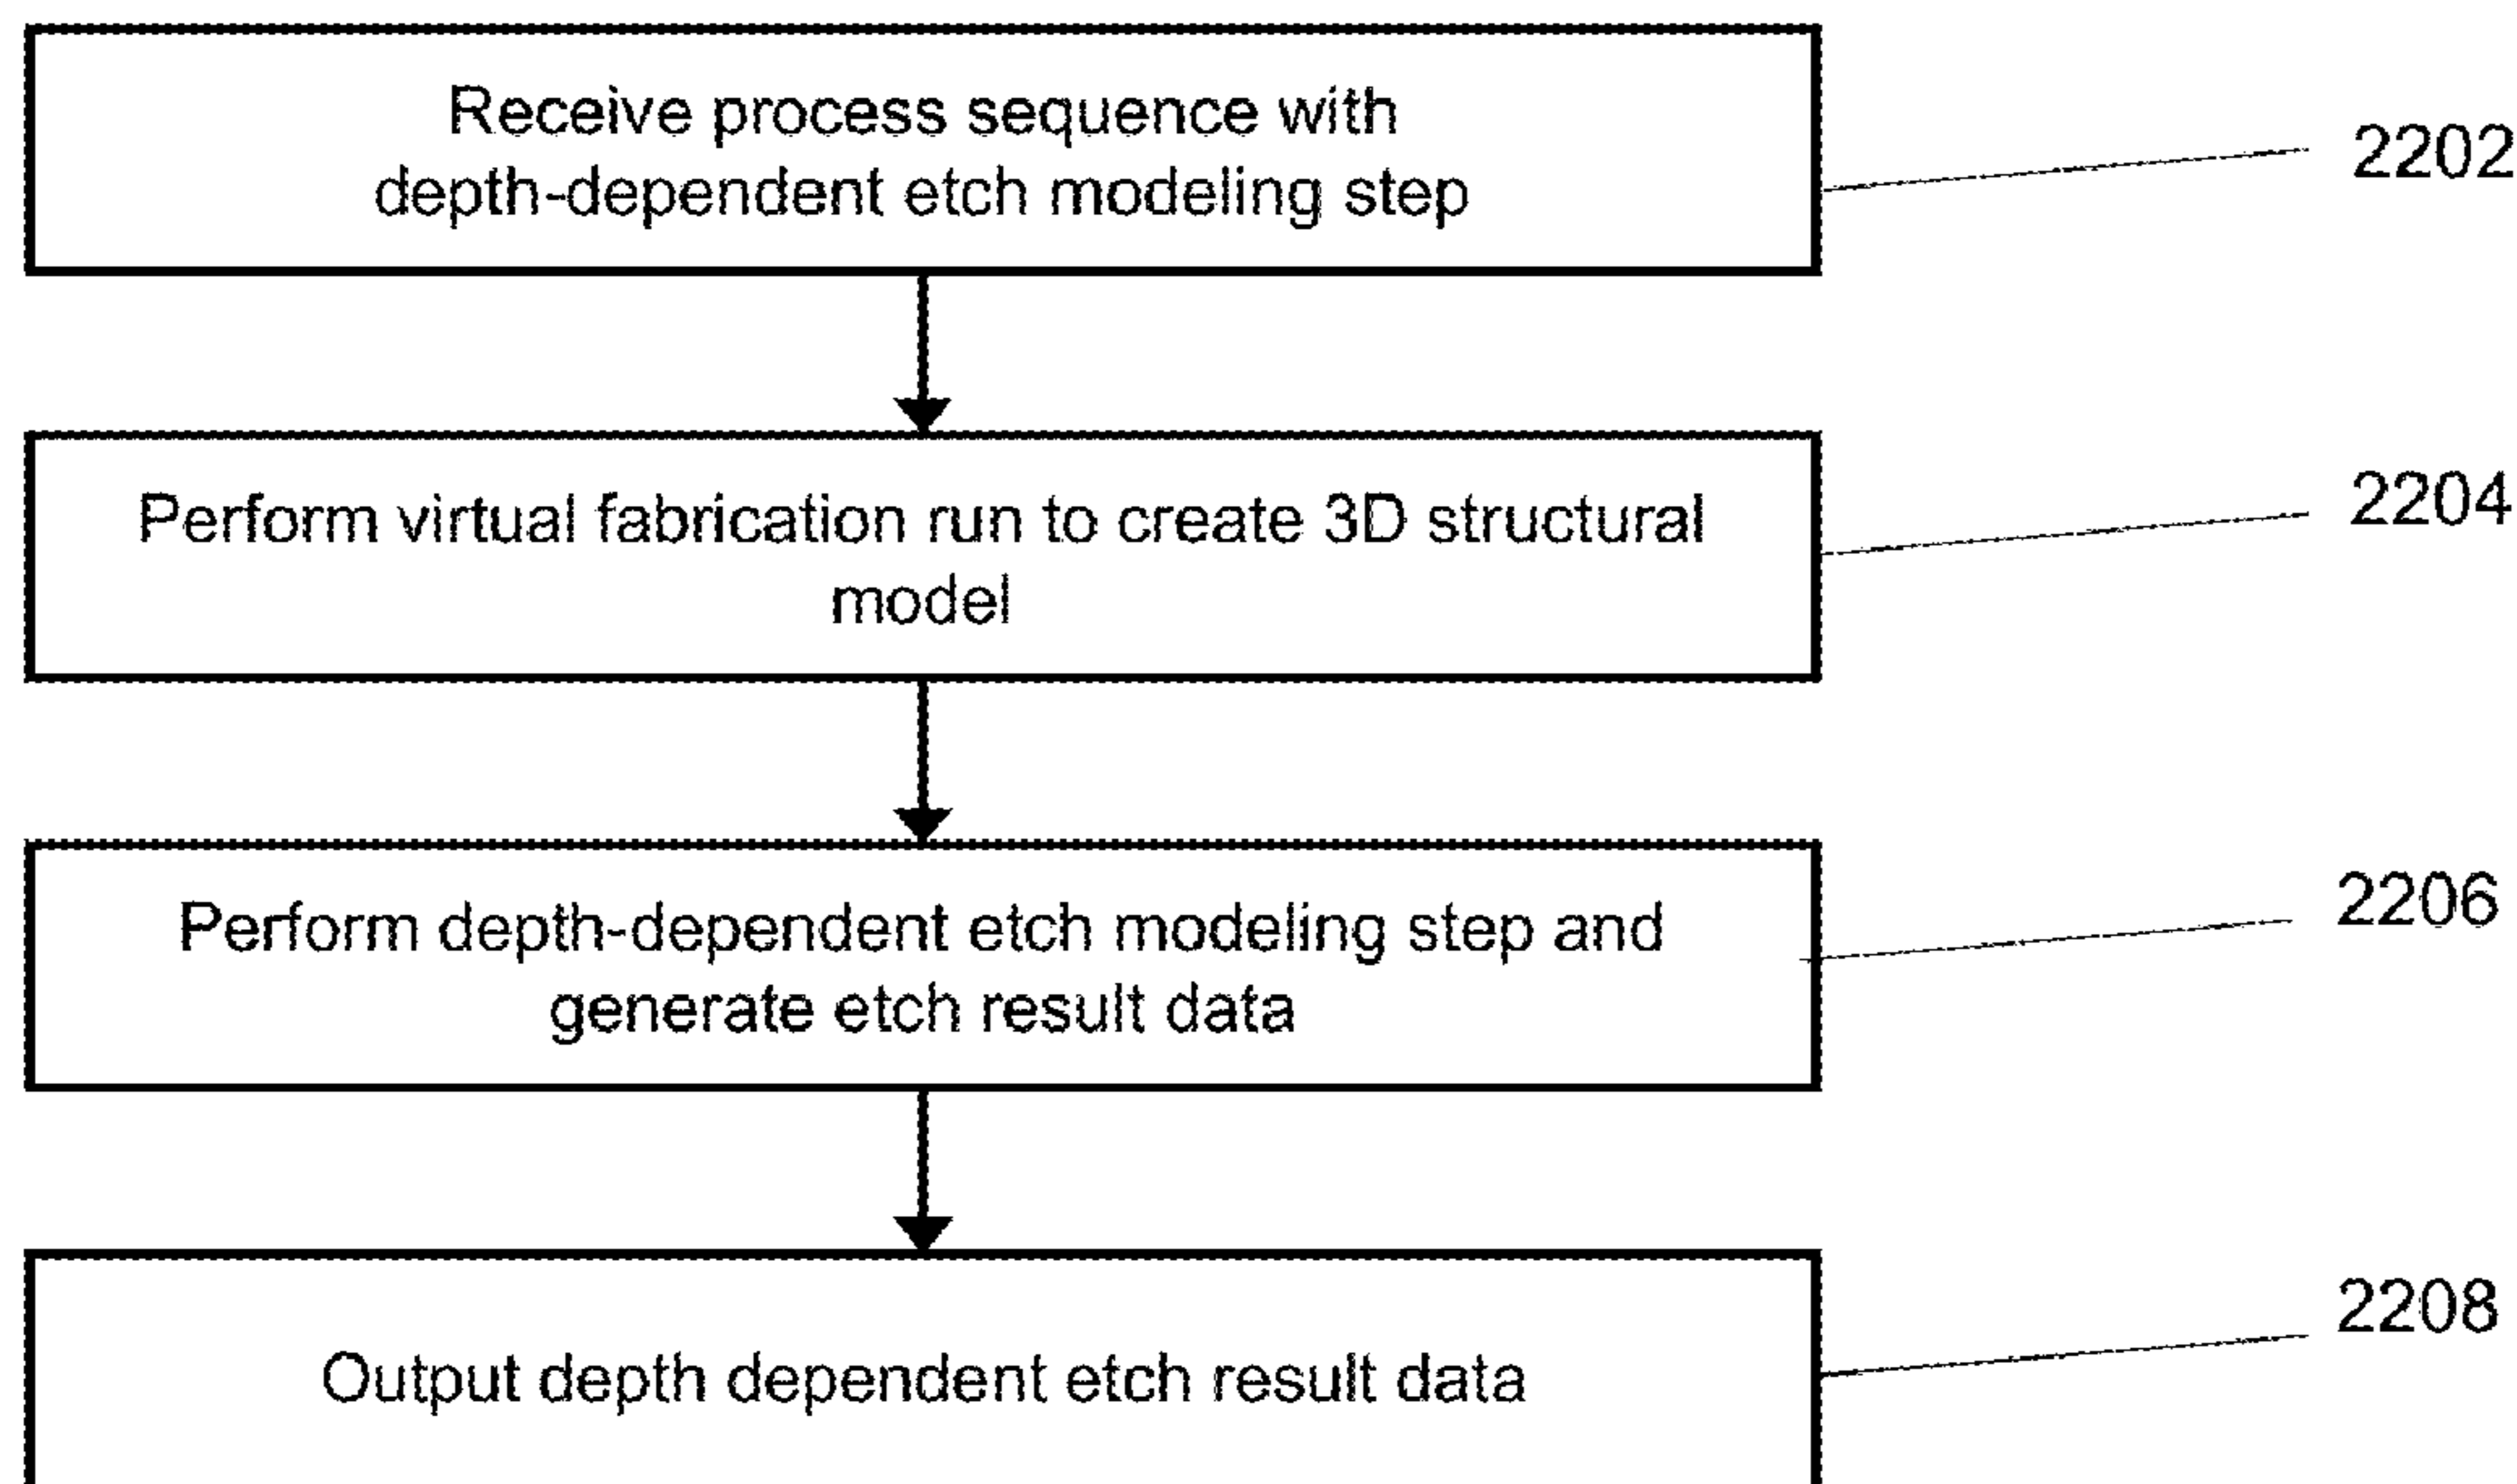 Receive process sequence with
depth-dependent etch modeling step
2202
Perform virtual fabrication run to create 3D structural
model
2204
Perform depth-dependent etch modeling step and
generate etch result data
2206
Output depth dependent etch result data
2208